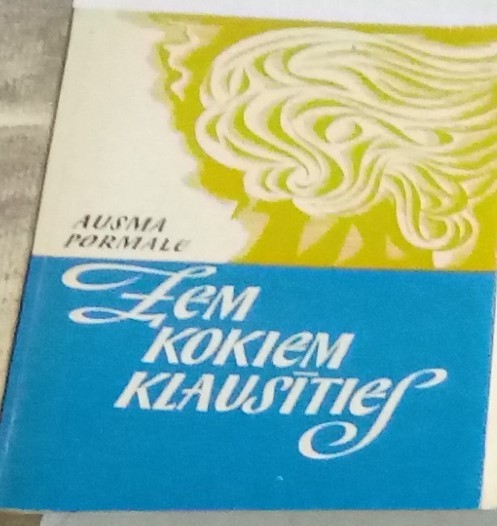 AUSMA
PORMALE
Zem
KOKIEM
KLAUSĪTIES